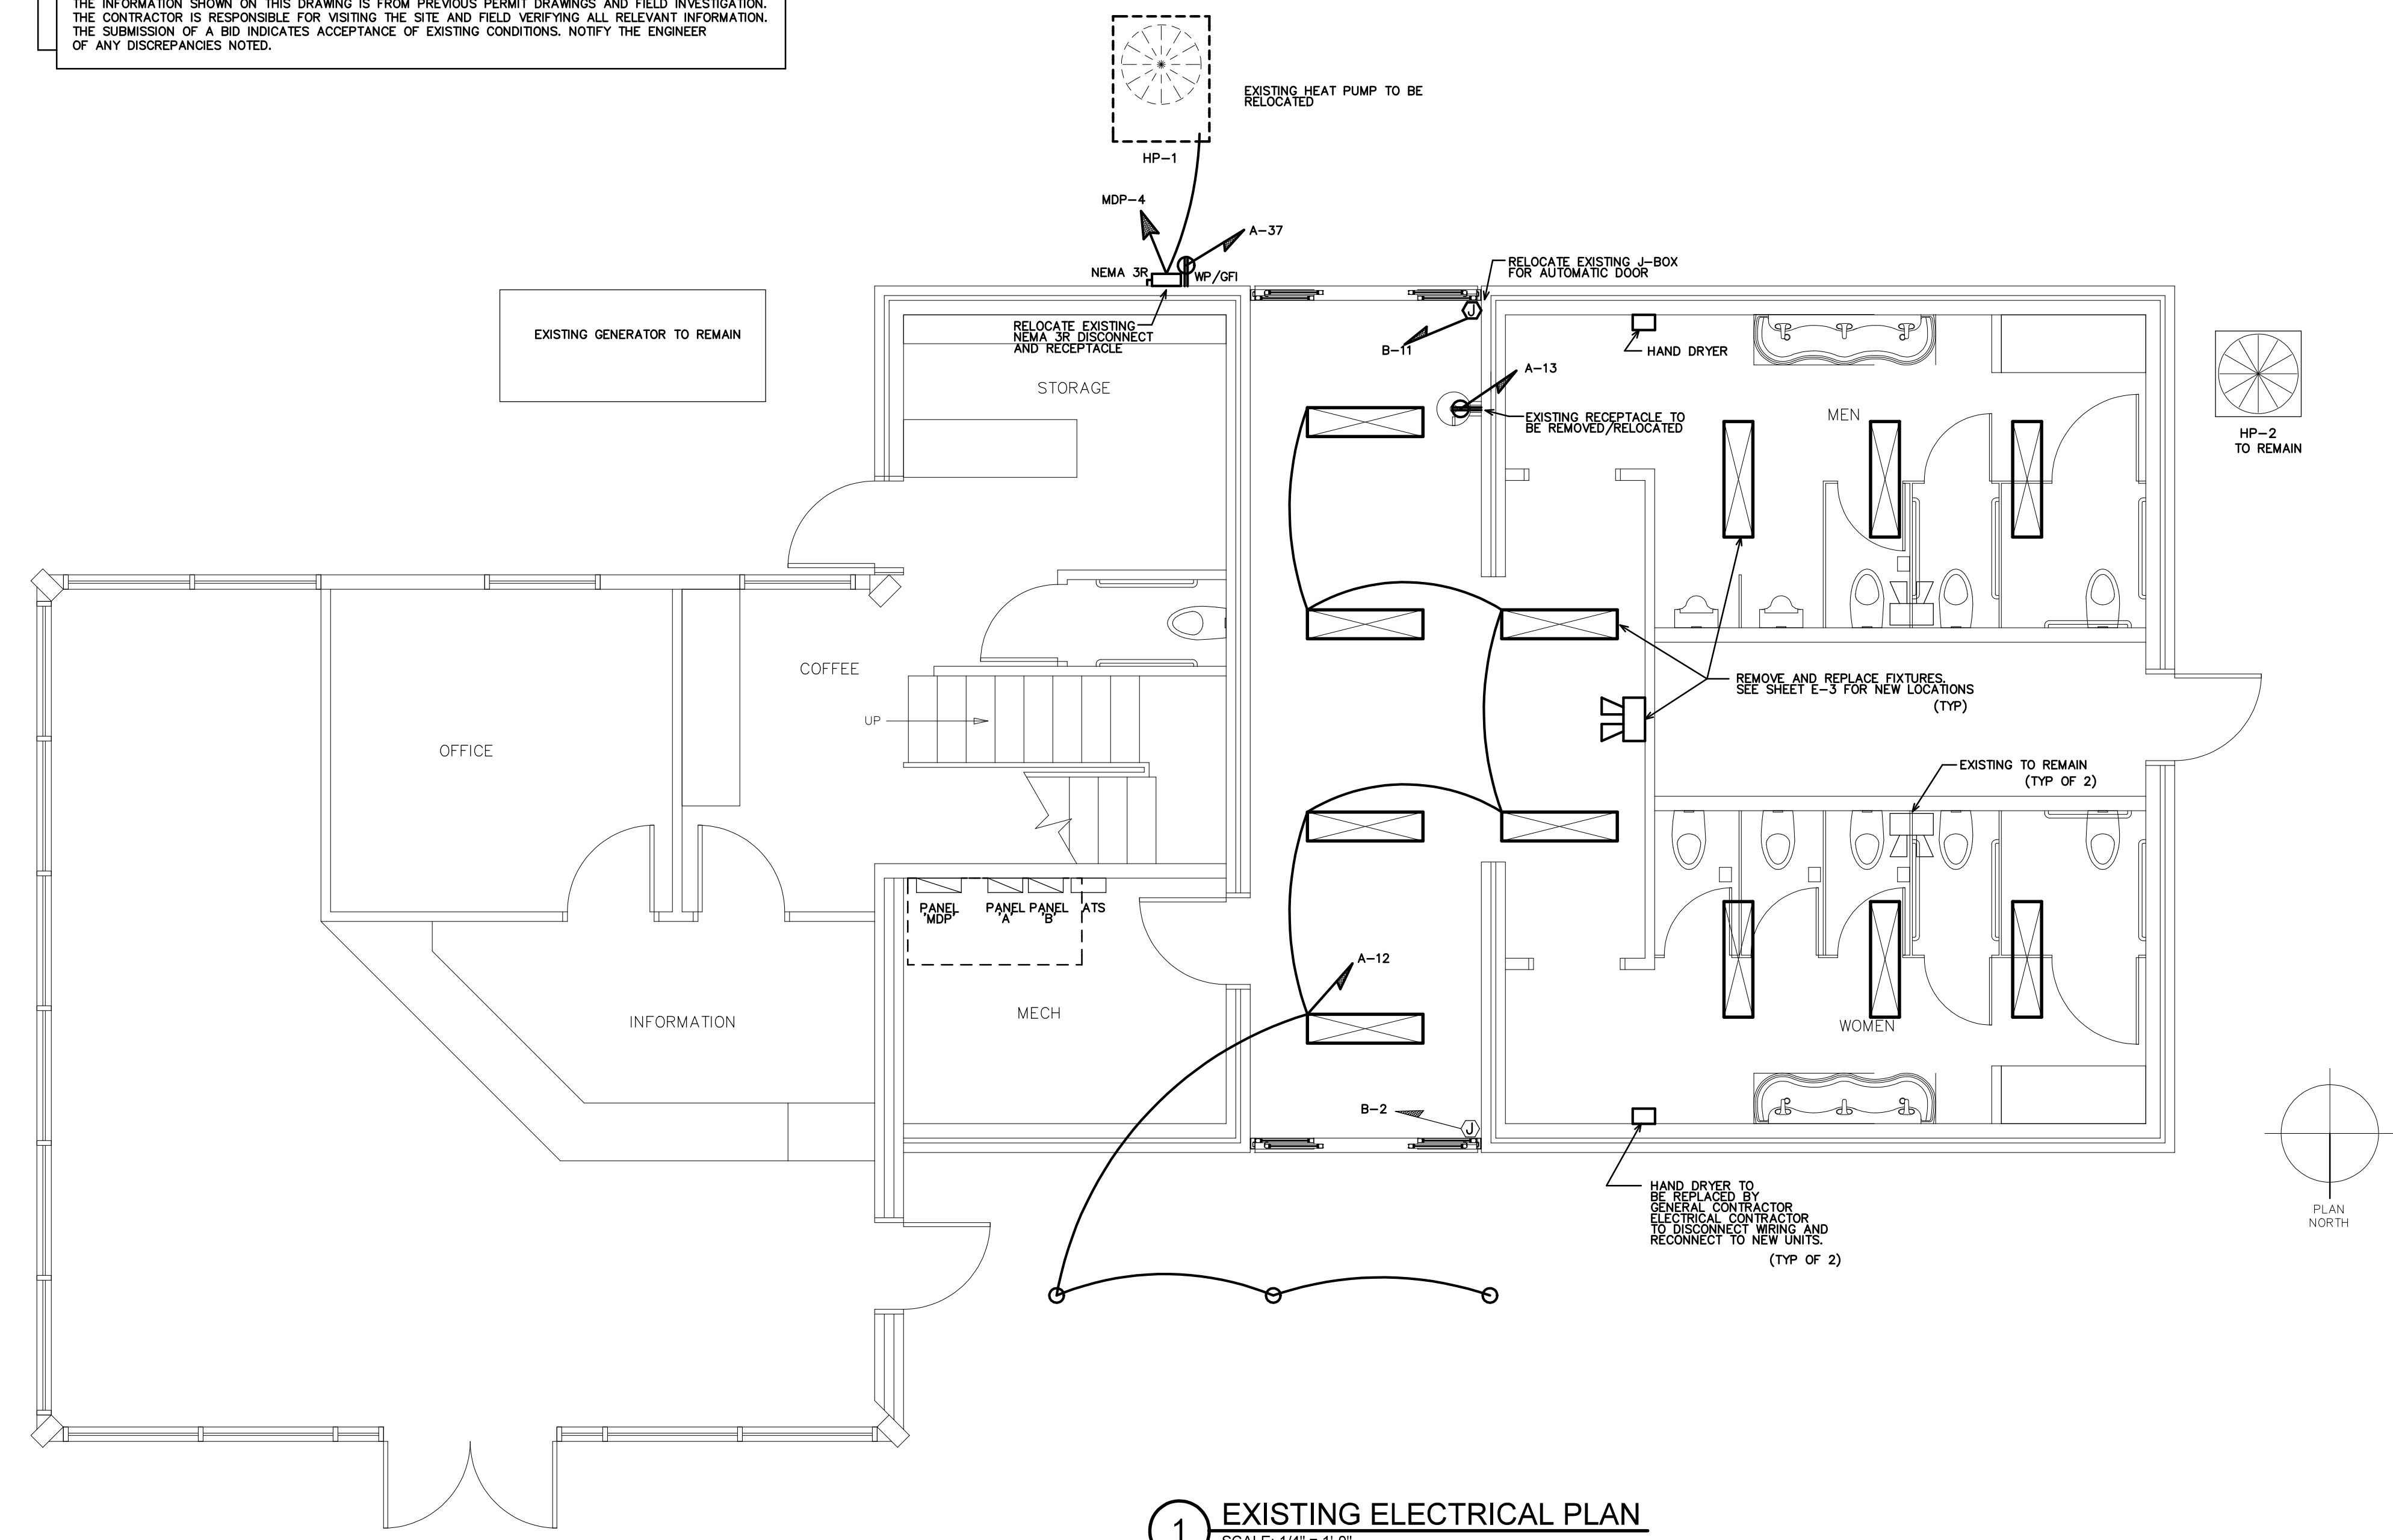 THE INFORMATION SHOWN ON THIS DRAWING IS FROM PREVIOUS PERMIT DRAWINGS AND FIELD INVESTIGATION.
THE CONTRACTOR IS RESPONSIBLE FOR VISITING THE SITE AND FIELD VERIFYING ALL RELEVANT INFORMATION.
THE SUBMISSION OF A BID INDICATES ACCEPTANCE OF EXISTING CONDITIONS. NOTIFY THE ENGINEER
OF ANY DISCREPANCIES NOTED.
EXISTING HEAT PUMP TO BE
RELOCATED
HP-1
MDP-4
A-37
NEMA 3R
WP/GFI
RELOCATE EXISTING J-BOX
FOR AUTOMATIC DOOR
J
EXISTING GENERATOR TO REMAIN
RELOCATE EXISTING
NEMA 3R DISCONNECT
AND RECEPTACLE
B-11
HAND DRYER
STORAGE
A-13
EXISTING RECEPTACLE TO
BE REMOVED/RELOCATED
MEN
HP-2
TO REMAIN
COFFEE
UP
OFFICE
REMOVE AND REPLACE FIXTURES.
SEE SHEET E-3 FOR NEW LOCATIONS
(TYP)
EXISTING TO REMAIN
(TYP OF 2)
PANEL
'MDP'
PANEL
'A'
PANEL
'B'
ATS
A-12
MECH
INFORMATION
WOMEN
B-2
J
HAND DRYER TO
BE REPLACED BY
GENERAL CONTRACTOR
ELECTRICAL CONTRACTOR
TO DISCONNECT WIRING AND
RECONNECT TO NEW UNITS.
(TYP OF 2)
PLAN
NORTH
1
EXISTING ELECTRICAL PLAN
SCALE: 1/4" = 1'-0"